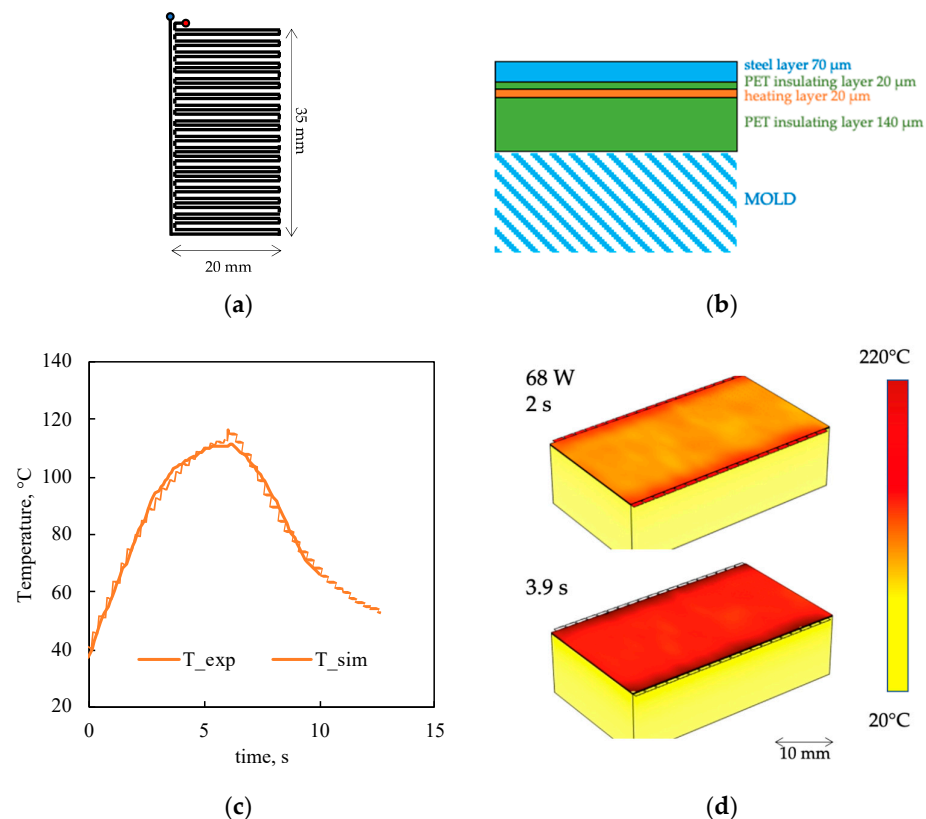 35 mm
20 mm
(a)
steel layer 70 µm
PET insulating layer 20 µm
heating layer 20 µm
PET insulating layer 140 µm
MOLD
(b)
140
120
100
80
60
40
20
Temperature, °C
T_exp
T_sim
0
5
10
15
time, s
(c)
68 W
2 s
3.9 s
220°C
20°C
10 mm
(d)